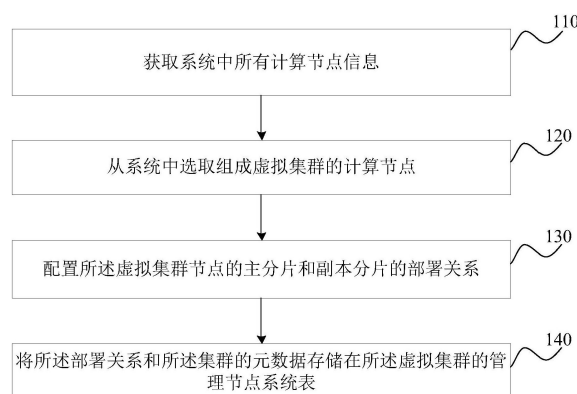 110
获取系统中所有计算节点信息
120
从系统中选取组成虚拟集群的计算节点
130
配置所述虚拟集群节点的主分片和副本分片的部署关系
140
将所述部署关系和所述集群的元数据存储在所述虚拟集群的管
理节点系统表